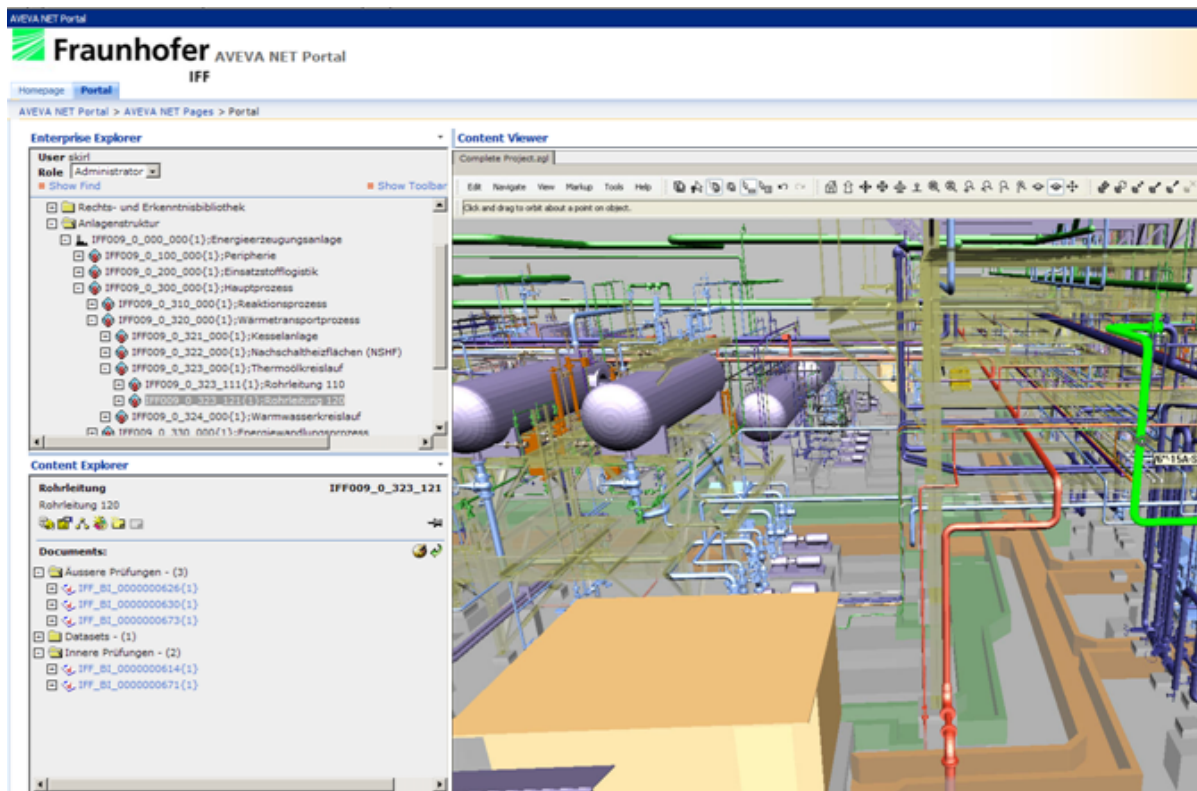 AVEVA NET Portal
Fraunhofer AVEVA NET Portal
IFF
Homepage Portal
AVEVA NET Portal > AVEVA NET Pages > Portal
Enterprise Explorer
User skirl
Role Administrator
Show Find Show Toolbar
Rechts- und Erkenntnisbibliothek
Anlagenstruktur
IFF009_0_000_000{1};Energieerzeugungsanlage
IFF009_0_100_000{1};Peripherie
IFF009_0_200_000{1};Einsatzstofflogistik
IFF009_0_300_000{1};Hauptprozess
IFF009_0_310_000{1};Reaktionsprozess
IFF009_0_320_000{1};Wärmetransportprozess
IFF009_0_321_000{1};Kesselanlage
IFF009_0_322_000{1};Nachschaltheizflächen (NSHF)
IFF009_0_323_000{1};Thermoölkreislauf
IFF009_0_323_111{1};Rohrleitung 110
IFF009_0_323_121{1};Rohrleitung 120
IFF009_0_324_000{1};Warmwasserkreislauf
IFF009_0_330_000{1};Energiewandlungsprozess
Content Explorer
Rohrleitung IFF009_0_323_121
Rohrleitung 120
Documents:
Äussere Prüfungen - (3)
IFF_BI_0000000626{1}
IFF_BI_0000000630{1}
IFF_BI_0000000673{1}
Datasets - (1)
Innere Prüfungen - (2)
IFF_BI_0000000614{1}
IFF_BI_0000000671{1}
Content Viewer
Complete Project.zgl
Edit Navigate View Markup Tools Help
Click and drag to orbit about a point on object.